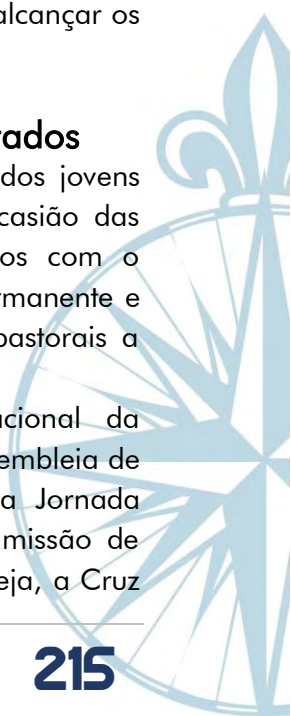 alcançar os
rados
dos jovens
casião das
os com o
rmanente e
pastorais a
cional da
embleia de
a Jornada
missão de
eja, a Cruz
215